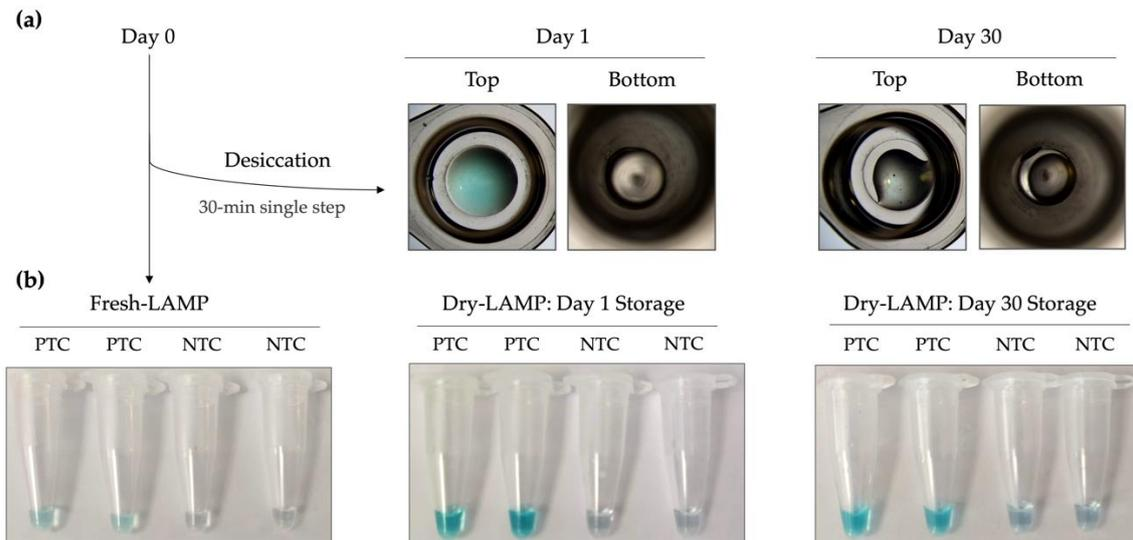 (a)
Day 0
Day 1
Day 30
Top
Bottom
Top
Bottom
Desiccation
30-min single step
(b)
Fresh-LAMP
Dry-LAMP: Day 1 Storage
Dry-LAMP: Day 30 Storage
PTC PTC NTC NTC
PTC PTC NTC NTC
PTC PTC NTC NTC